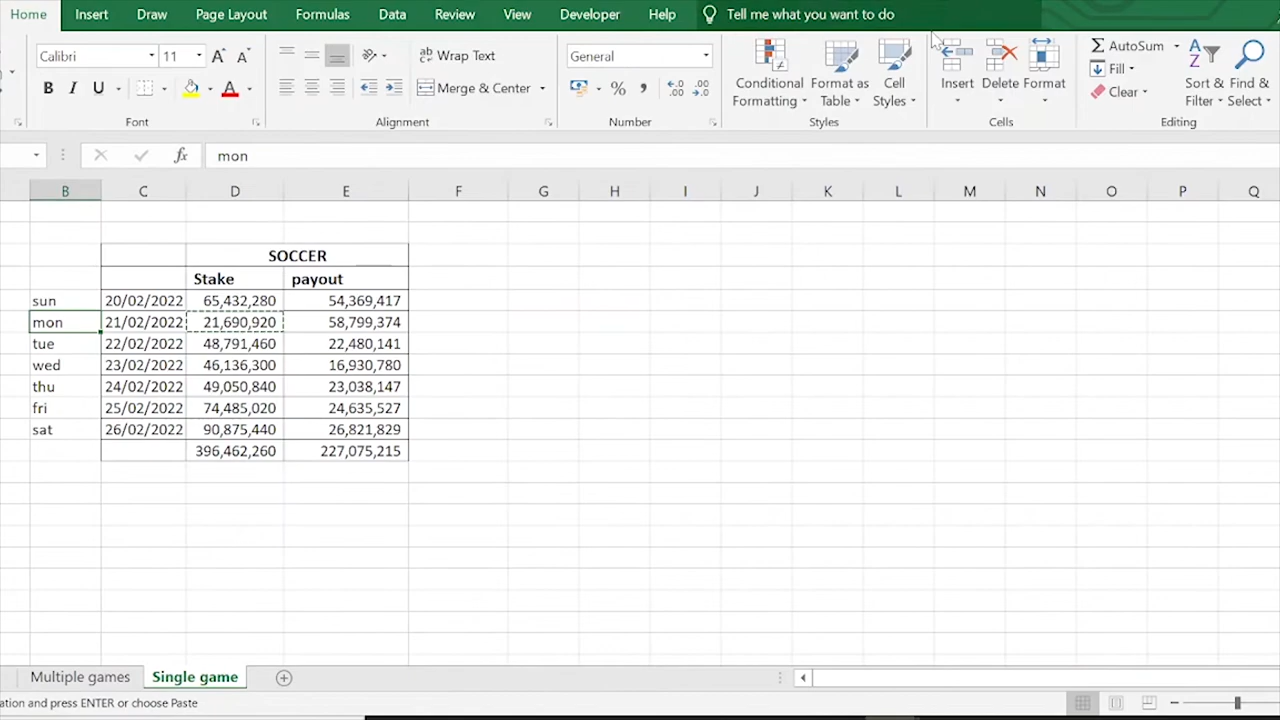 Home Insert Draw Page Layout Formulas Data Review View Developer Help Tell me what you want to do
Calibri 11 A A ab Wrap Text General
B I U A Merge & Center % , .0 .00 .00 .0
Conditional Formatting Format as Table Cell Styles
Insert Delete Format
AutoSum Fill Clear
Sort & Filter Find & Select
Font Alignment Number Styles Cells Editing
fx mon
B C D E F G H I J K L M N O P Q
SOCCER
Stake payout
sun 20/02/2022 65,432,280 54,369,417
mon 21/02/2022 21,690,920 58,799,374
tue 22/02/2022 48,791,460 22,480,141
wed 23/02/2022 46,136,300 16,930,780
thu 24/02/2022 49,050,840 23,038,147
fri 25/02/2022 74,485,020 24,635,527
sat 26/02/2022 90,875,440 26,821,829
396,462,260 227,075,215
Multiple games Single game
ation and press ENTER or choose Paste